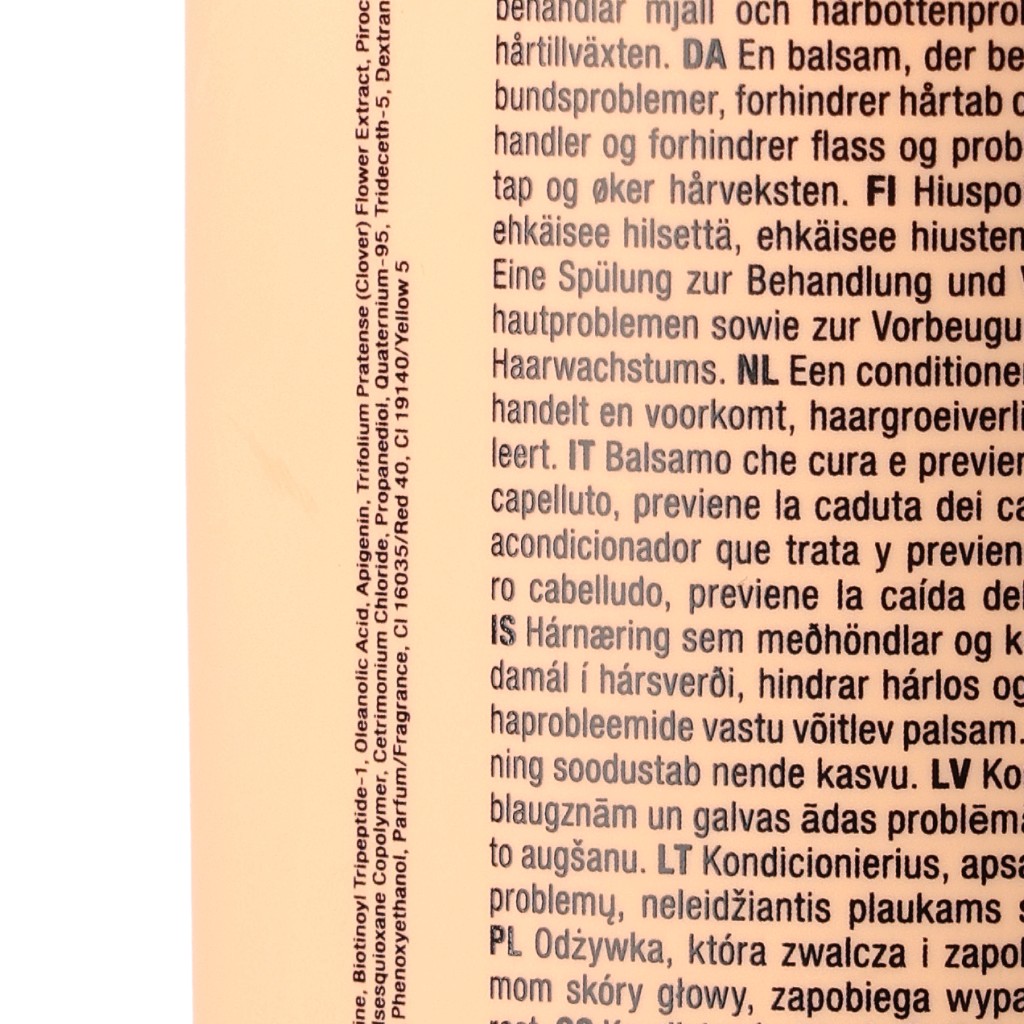 ine, Biotinoyl Tripeptide-1, Oleanolic Acid, Apigenin, Trifolium Pratense (Clover) Flower Extract, Piroc
lsesquioxane Copolymer, Cetrimonium Chloride, Propanediol, Quaternium-95, Trideceth-5, Dextran
Phenoxyethanol, Parfum/Fragrance, CI 16035/Red 40, CI 19140/Yellow 5
behandlar mjäll och hårbottenpro
hårtillväxten. DA En balsam, der be
bundsproblemer, forhindrer hårtab o
handler og forhindrer flass og prob
tap og øker hårveksten. FI Hiuspo
ehkäisee hilsettä, ehkäisee hiusten
Eine Spülung zur Behandlung und V
hautproblemen sowie zur Vorbeugu
Haarwachstums. NL Een conditione
handelt en voorkomt, haargroeiverli
leert. IT Balsamo che cura e previen
capelluto, previene la caduta dei ca
acondicionador que trata y previen
ro cabelludo, previene la caída del
IS Hárnæring sem meðhöndlar og k
damál í hársverði, hindrar hárlos og
haprobleemide vastu võitlev palsam.
ning soodustab nende kasvu. LV Ko
blaugznām un galvas ādas problēma
to augšanu. LT Kondicionierius, apsa
problemų, neleidžiantis plaukams s
PL Odżywka, która zwalcza i zapob
mom skóry głowy, zapobiega wypa